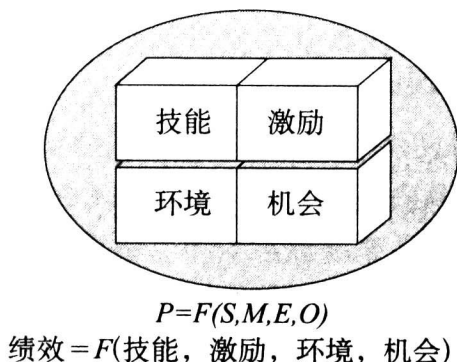 技能 激励
环境 机会
P=F(S,M,E,O)
绩效=F(技能，激励，环境，机会)